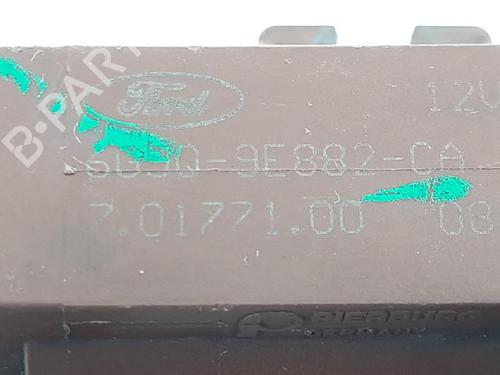 B-PARTS
Ford
12V
6G9Q-9E882-CA
7.01771.00 08
PIERBURG
GERMANY